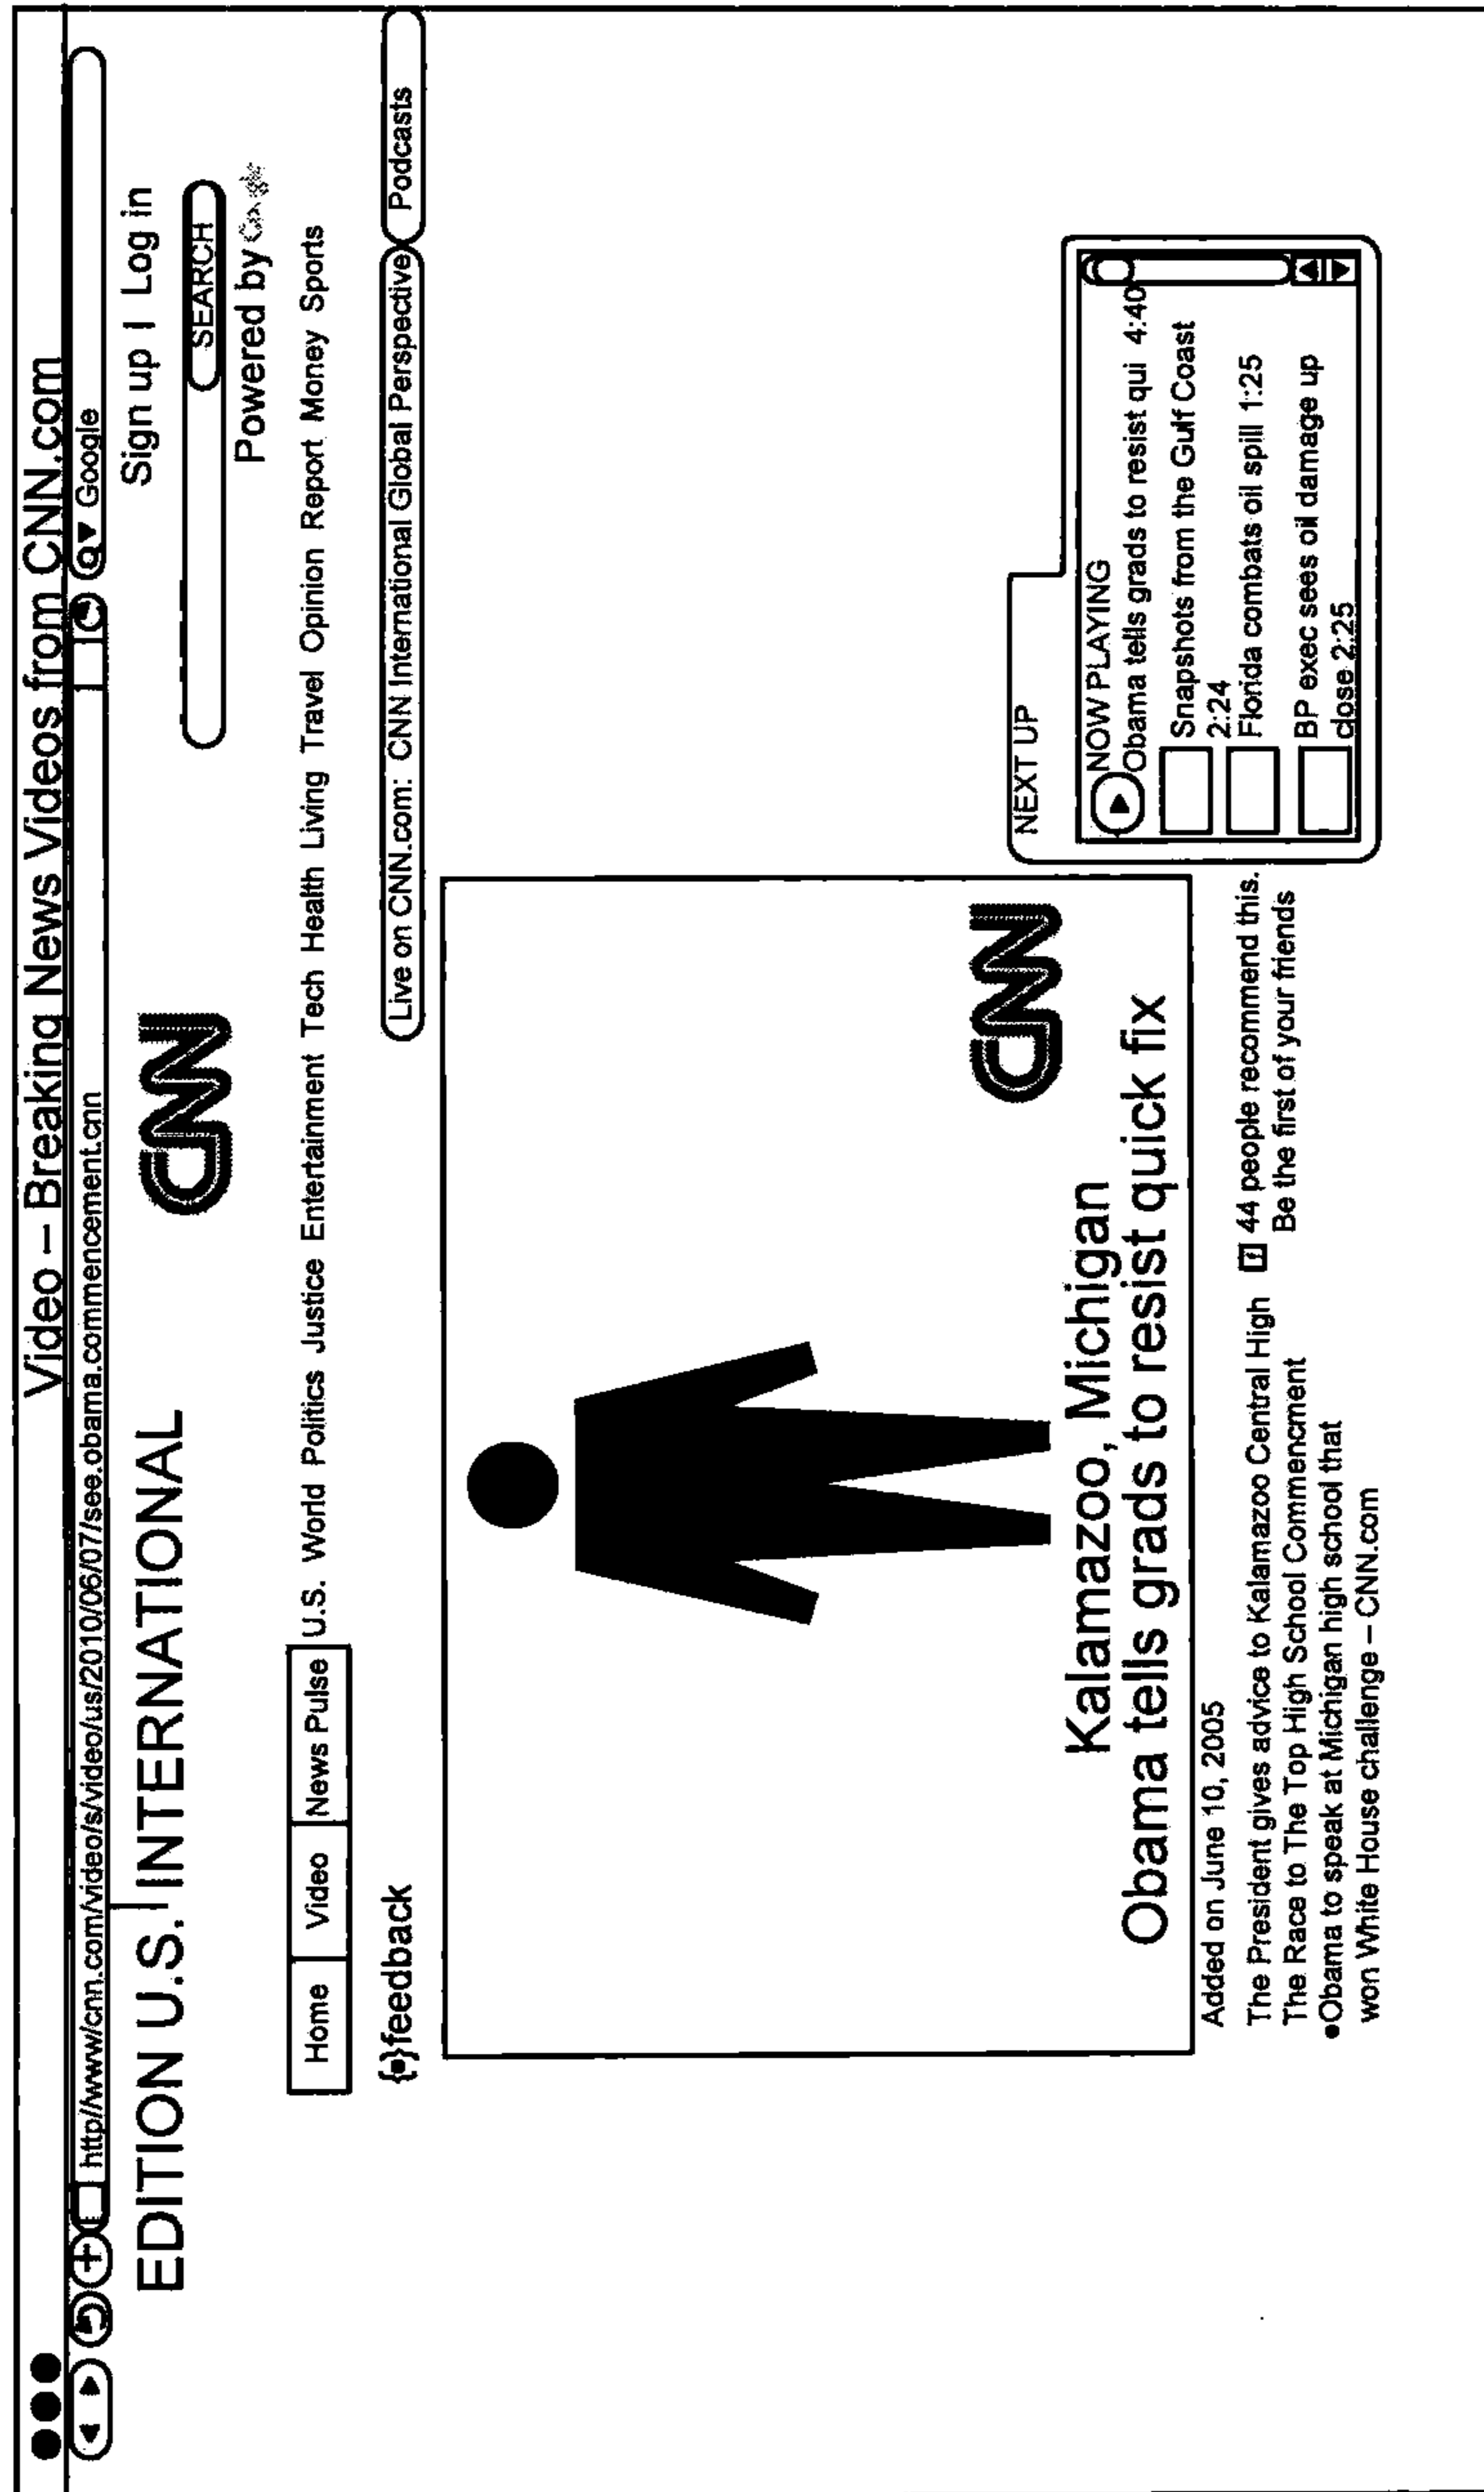 Video – Breaking News Videos from CNN.com
http//www/cnn.com/video/s/video/us/2010/06/07/see.obama.commencement.cnn
Google
EDITION U.S. INTERNATIONAL
CNN
Sign up | Log in
SEARCH
Powered by Google
Home Video News Pulse U.S. World Politics Justice Entertainment Tech Health Living Travel Opinion Report Money Sports
{•}feedback
Live on CNN.com: CNN International Global Perspective
Podcasts
CNN
Kalamazoo, Michigan
Obama tells grads to resist quick fix
NEXT UP
NOW PLAYING
Obama tells grads to resist qui 4:40
Snapshots from the Gulf Coast
2:24
Florida combats oil spill 1:25
BP exec sees oil damage up
close 2:25
Added on June 10, 2005
The President gives advice to Kalamazoo Central High
The Race to The Top High School Commencment
•Obama to speak at Michigan high school that
won White House challenge – CNN.com
f 44 people recommend this.
Be the first of your friends